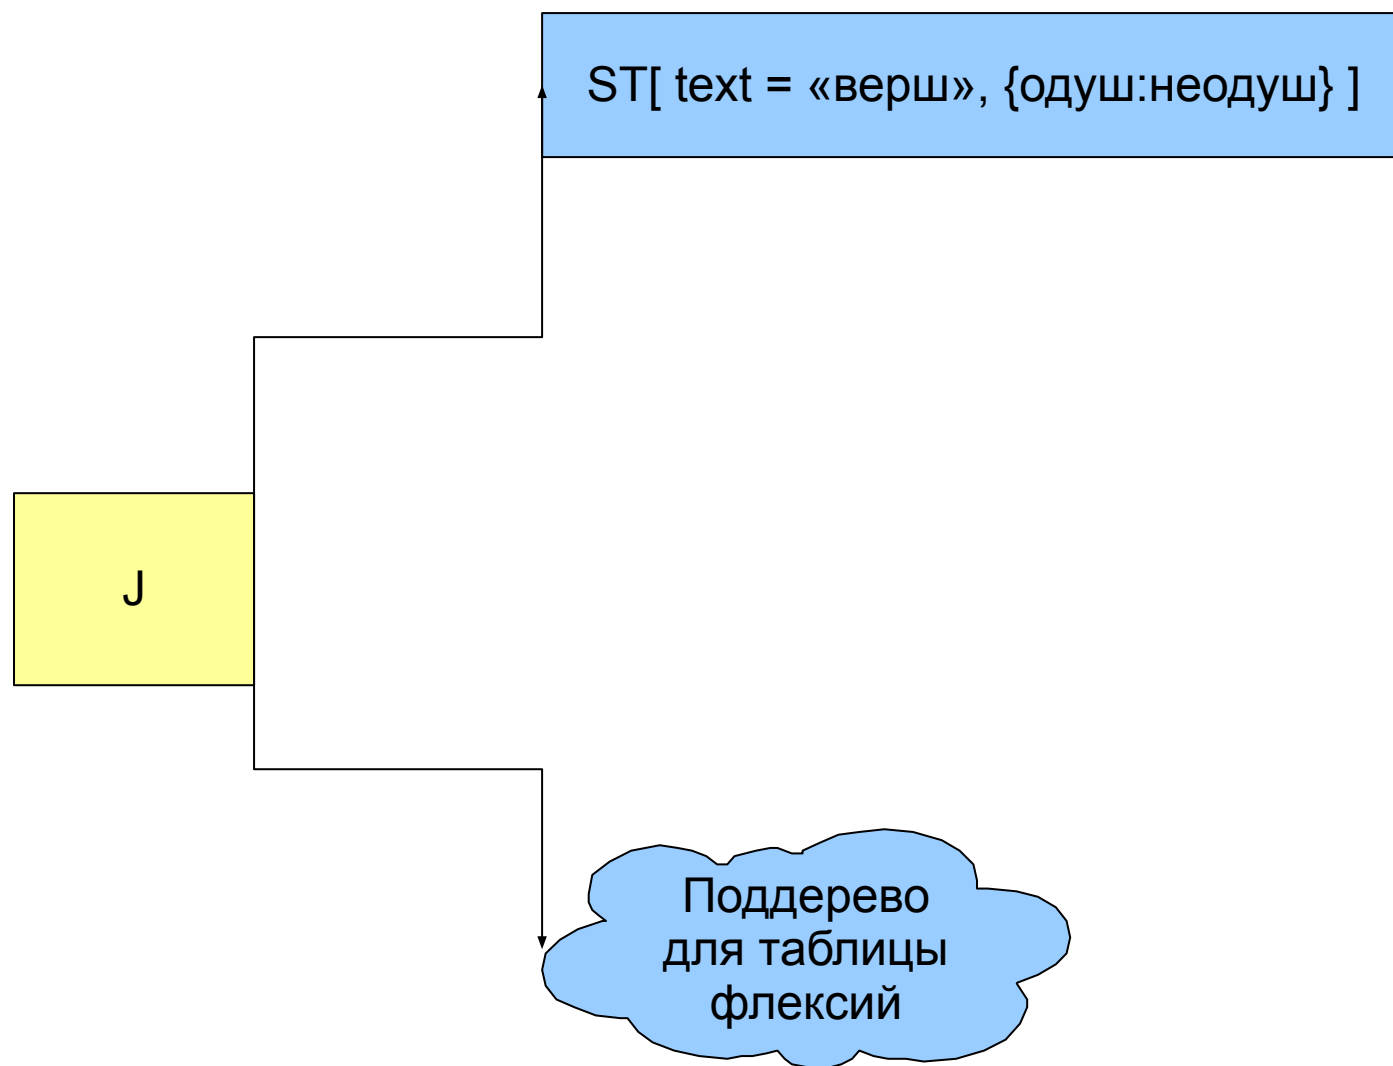 ST[ text = «верш», {одуш:неодуш} ]
J
Поддерево
для таблицы
флексий